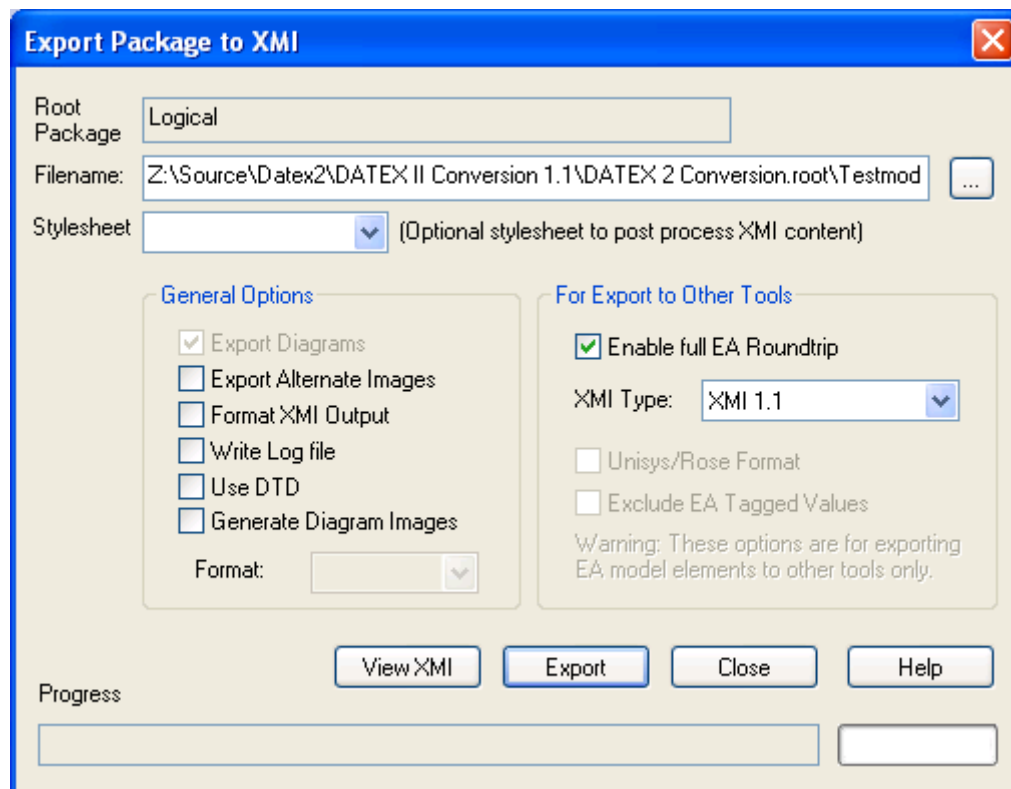 Export Package to XMI
Root
Package
Logical
Filename:
Z:\Source\Datex2\DATEX II Conversion 1.1\DATEX 2 Conversion.root\Testmod
...
Stylesheet
(Optional stylesheet to post process XMI content)
General Options
Export Diagrams
Export Alternate Images
Format XMI Output
Write Log file
Use DTD
Generate Diagram Images
Format:
For Export to Other Tools
Enable full EA Roundtrip
XMI Type:
XMI 1.1
Unisys/Rose Format
Exclude EA Tagged Values
Warning: These options are for exporting
EA model elements to other tools only.
View XMI
Export
Close
Help
Progress